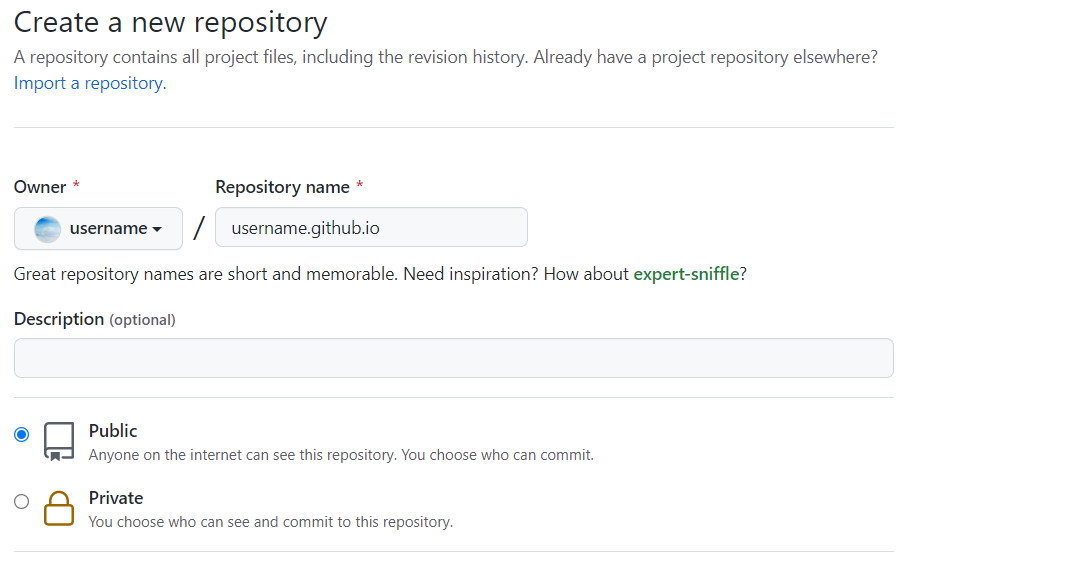 Create a new repository
A repository contains all project files, including the revision history. Already have a project repository elsewhere?
Import a repository.
Owner * Repository name *
username / username.github.io
Great repository names are short and memorable. Need inspiration? How about expert-sniffle?
Description (optional)
Public
Anyone on the internet can see this repository. You choose who can commit.
Private
You choose who can see and commit to this repository.